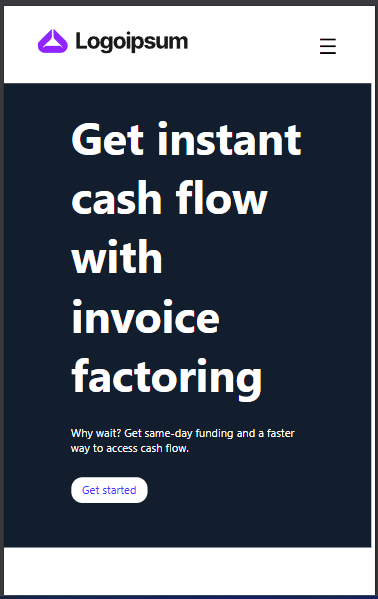 Logoipsum
Get instant
cash flow
with
invoice
factoring
Why wait? Get same-day funding and a faster
way to access cash flow.
Get started